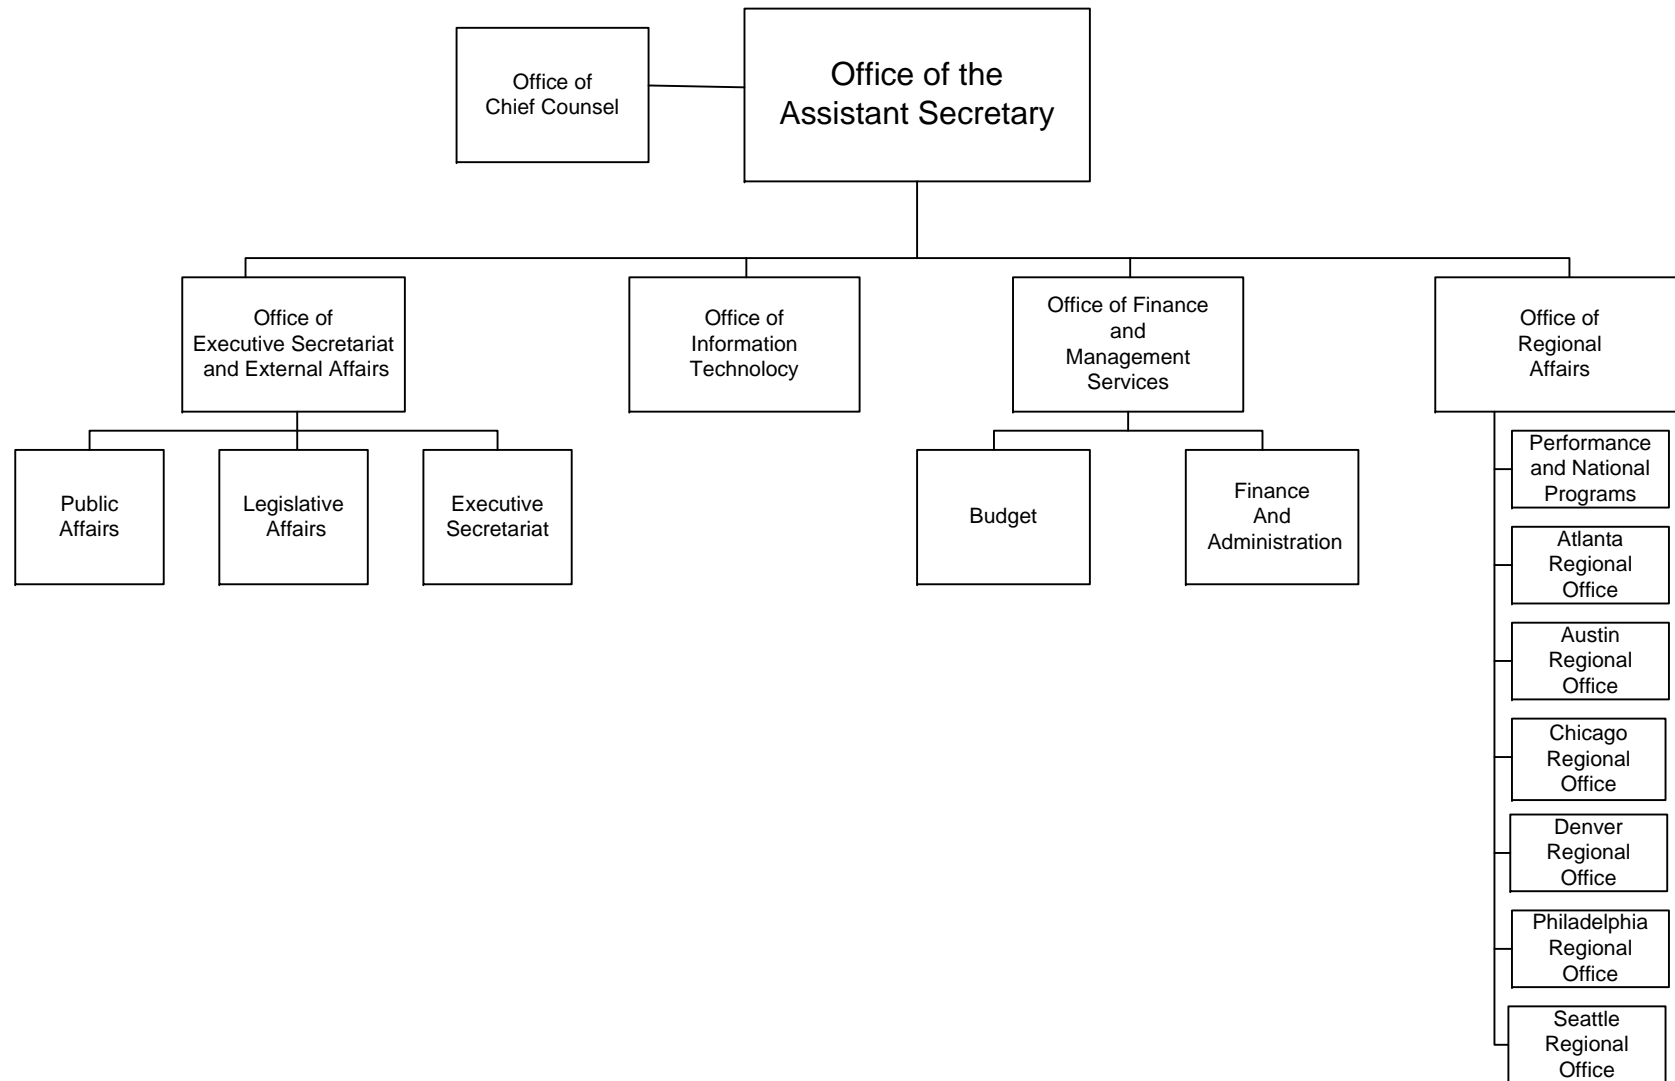 Office of
Chief Counsel
Office of the
Assistant Secretary
Office of
Executive Secretariat
and External Affairs
Office of
Information
Technolocy
Office of Finance
and
Management
Services
Office of
Regional
Affairs
Public
Affairs
Legislative
Affairs
Executive
Secretariat
Budget
Finance
And
Administration
Performance
and National
Programs
Atlanta
Regional
Office
Austin
Regional
Office
Chicago
Regional
Office
Denver
Regional
Office
Philadelphia
Regional
Office
Seattle
Regional
Office